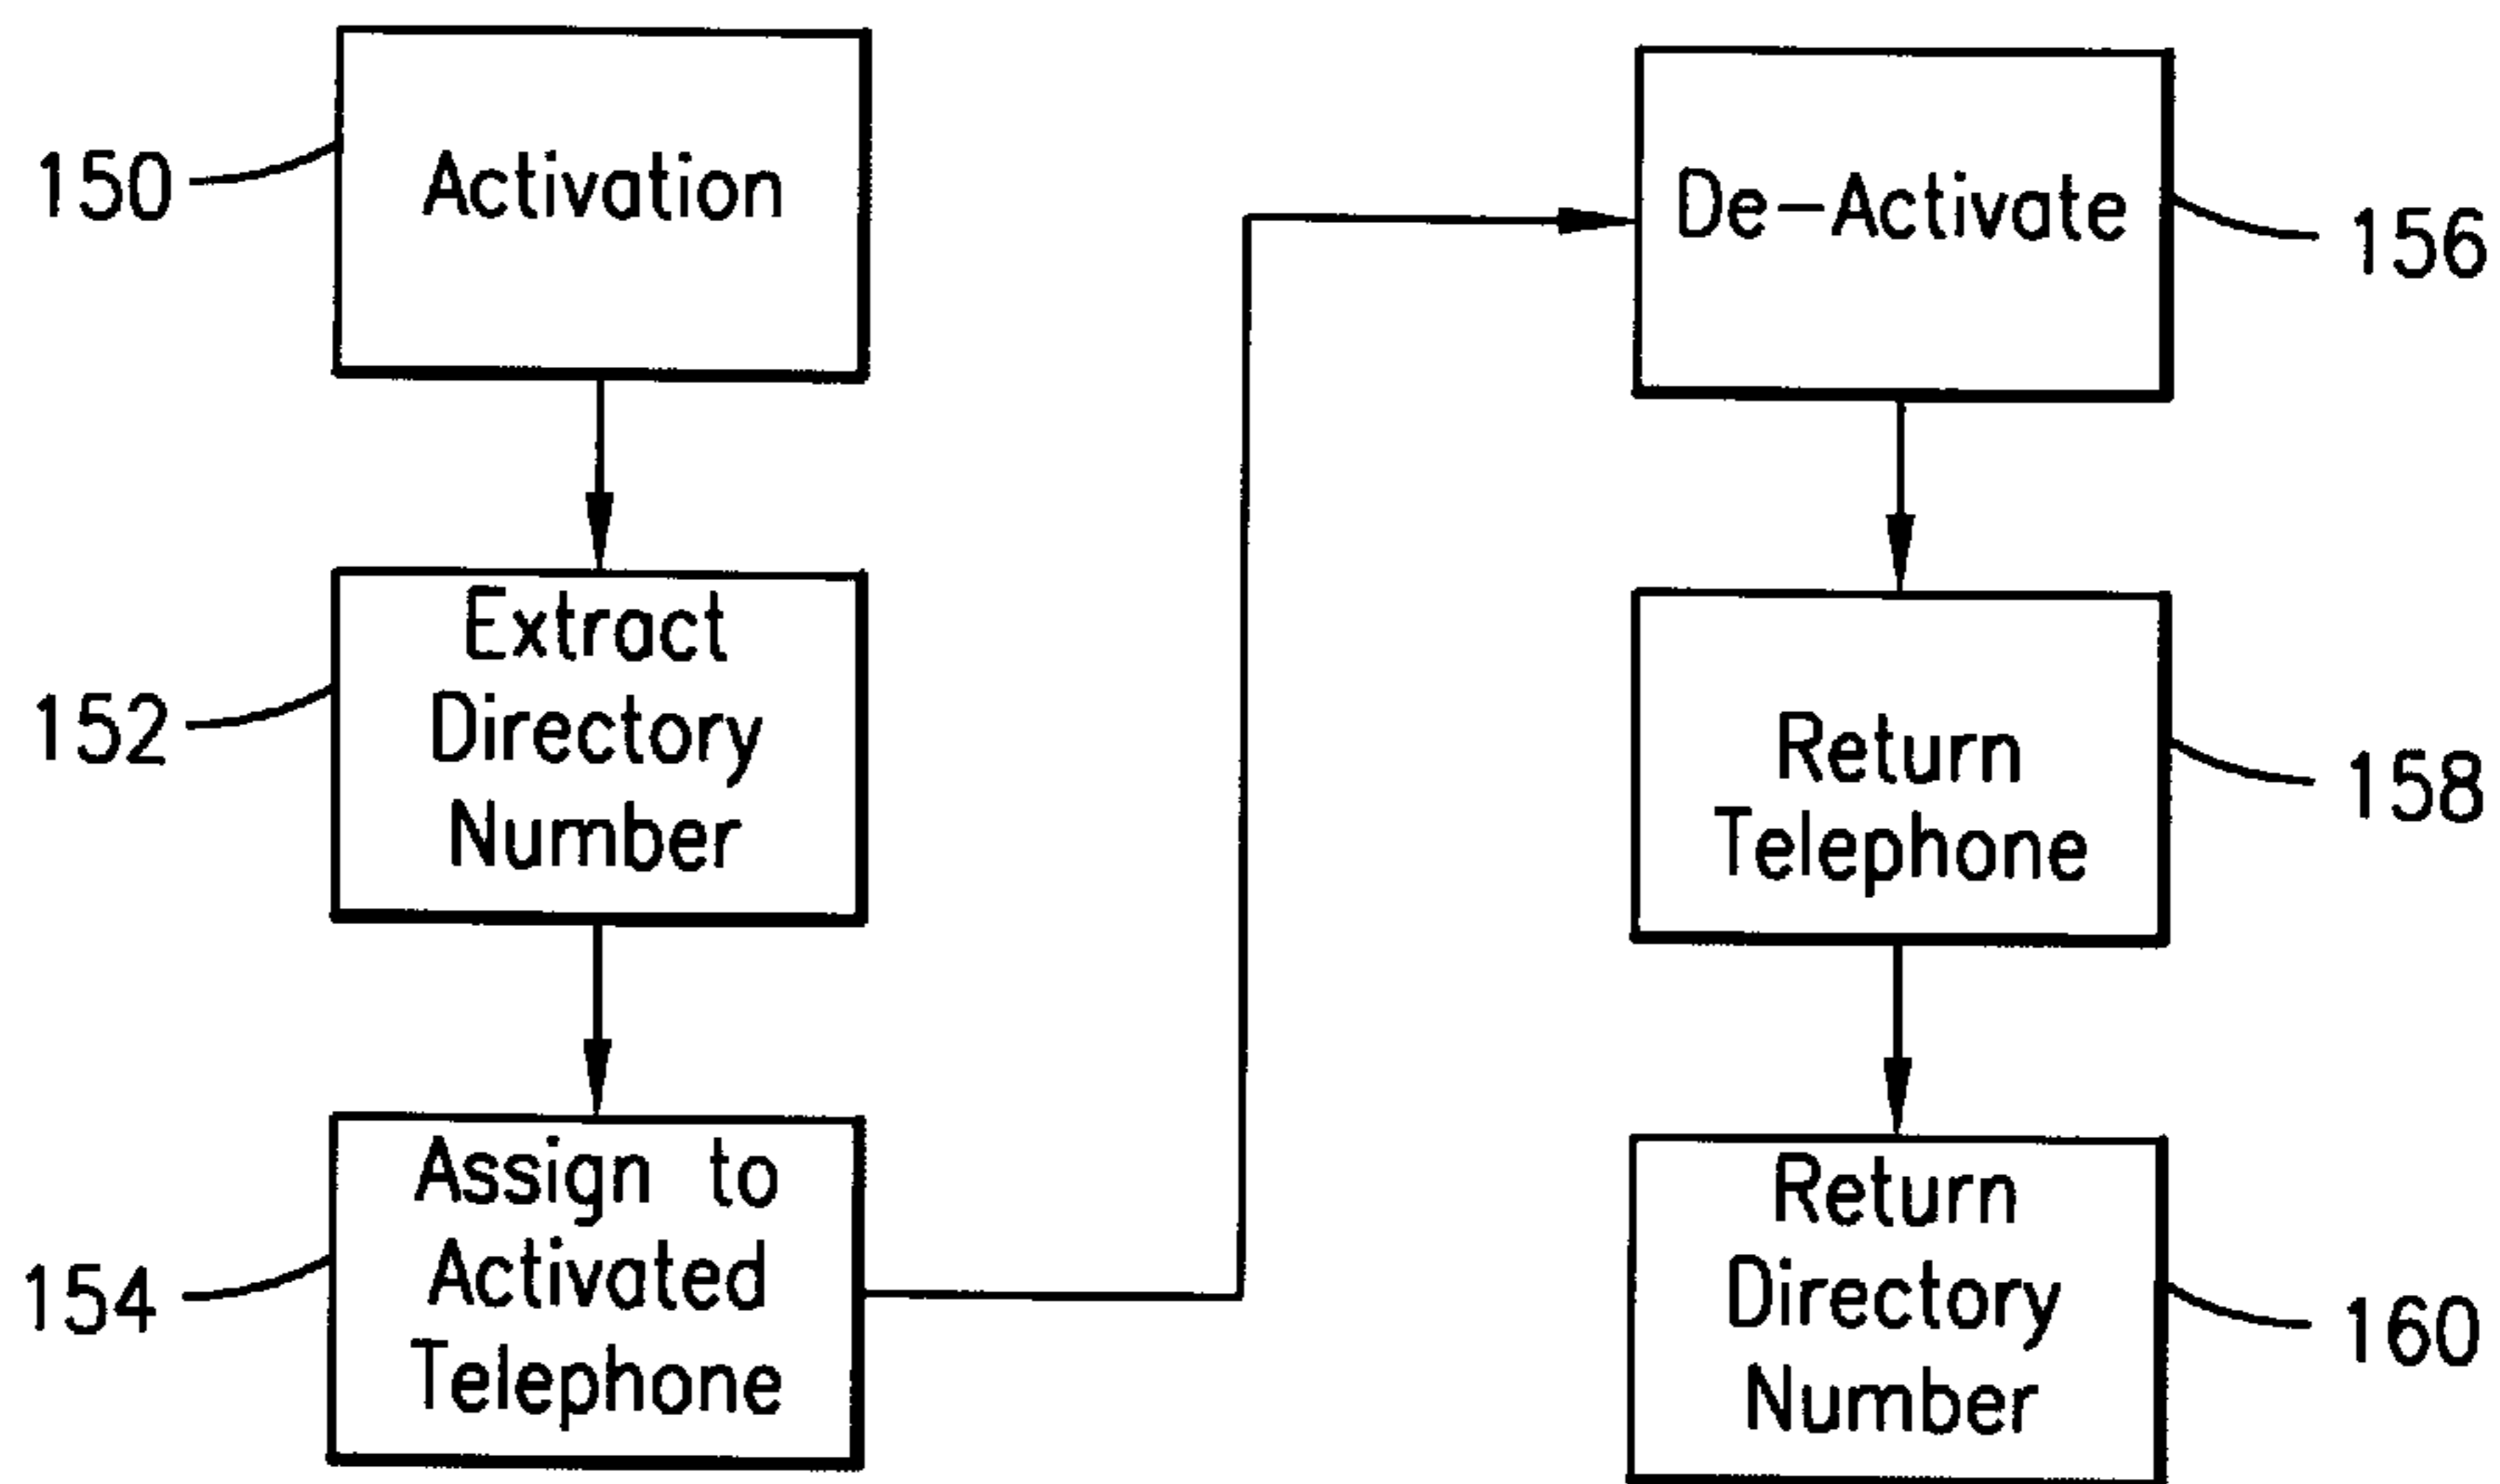 150
Activation
152
Extract
Directory
Number
154
Assign to
Activated
Telephone
De-Activate
156
Return
Telephone
158
Return
Directory
Number
160